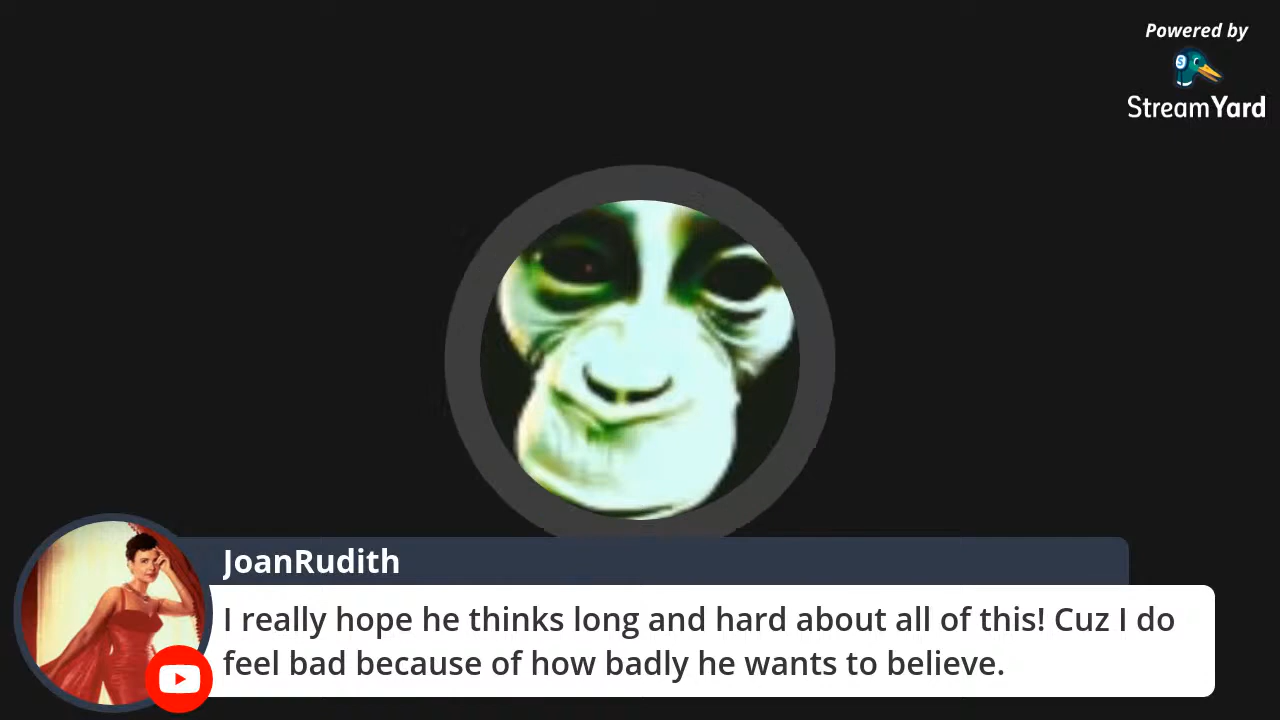 Powered by
StreamYard
JoanRudith
I really hope he thinks long and hard about all of this! Cuz I do
feel bad because of how badly he wants to believe.